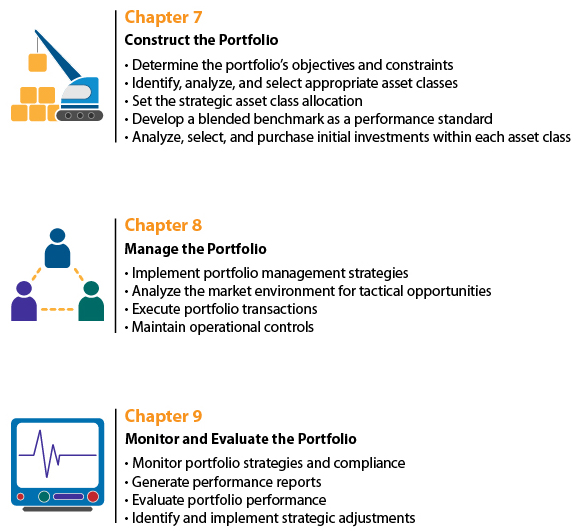 Chapter 7
Construct the Portfolio
• Determine the portfolio's objectives and constraints
• Identify, analyze, and select appropriate asset classes
• Set the strategic asset class allocation
• Develop a blended benchmark as a performance standard
• Analyze, select, and purchase initial investments within each asset class
Chapter 8
Manage the Portfolio
• Implement portfolio management strategies
• Analyze the market environment for tactical opportunities
• Execute portfolio transactions
• Maintain operational controls
Chapter 9
Monitor and Evaluate the Portfolio
• Monitor portfolio strategies and compliance
• Generate performance reports
• Evaluate portfolio performance
• Identify and implement strategic adjustments